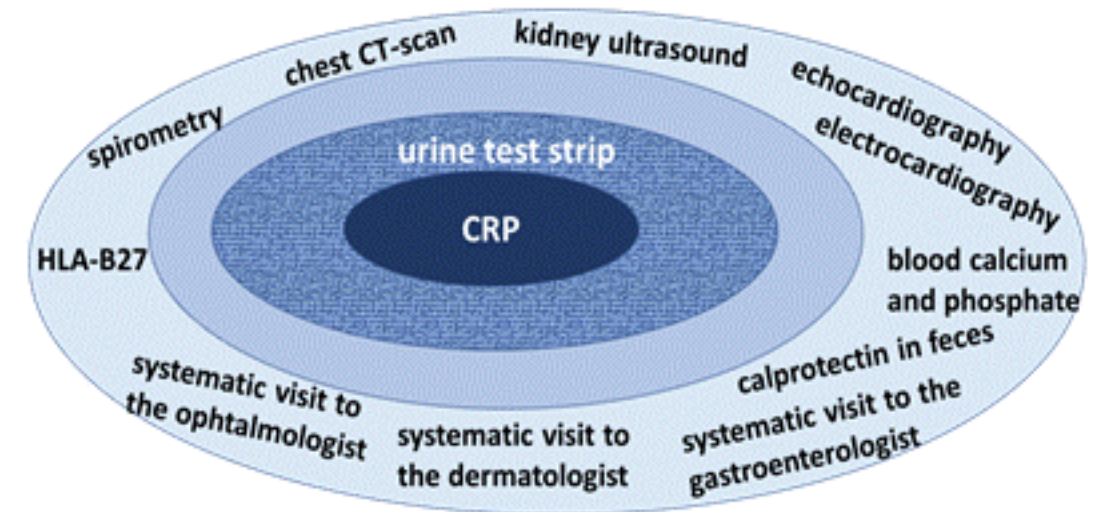 kidney ultrasound
chest CT-scan
echocardiography
electrocardiography
spirometry
urine test strip
CRP
HLA-B27
blood calcium
and phosphate
calprotectin in feces
systematic visit to
the ophtalmologist
systematic visit to
the dermatologist
systematic visit to the
gastroenterologist